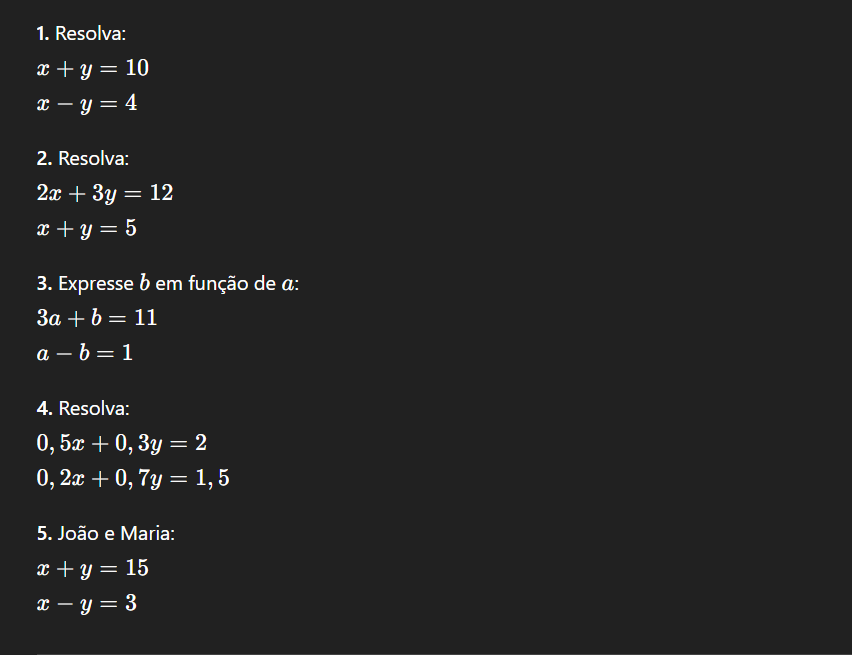 1. Resolva:
x + y = 10
x − y = 4
2. Resolva:
2x + 3y = 12
x + y = 5
3. Expresse b em função de a:
3a + b = 11
a − b = 1
4. Resolva:
0, 5x + 0, 3y = 2
0, 2x + 0, 7y = 1, 5
5. João e Maria:
x + y = 15
x − y = 3